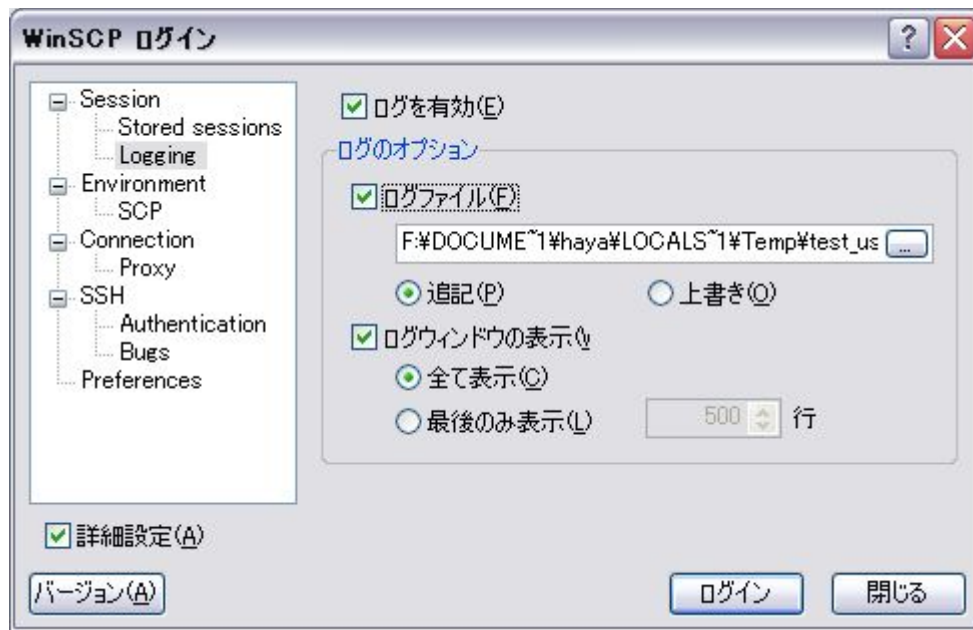 WinSCP ログイン
Session
Stored sessions
Logging
Environment
SCP
Connection
Proxy
SSH
Authentication
Bugs
Preferences
詳細設定(A)
バージョン(A)
ログを有効(E)
ログのオプション
ログファイル(F)
F:¥DOCUME~1¥haya¥LOCALS~1¥Temp¥test_us ...
追記(P) 上書き(O)
ログウィンドウの表示(V
全て表示(C)
最後のみ表示(L) 500 行
ログイン 閉じる